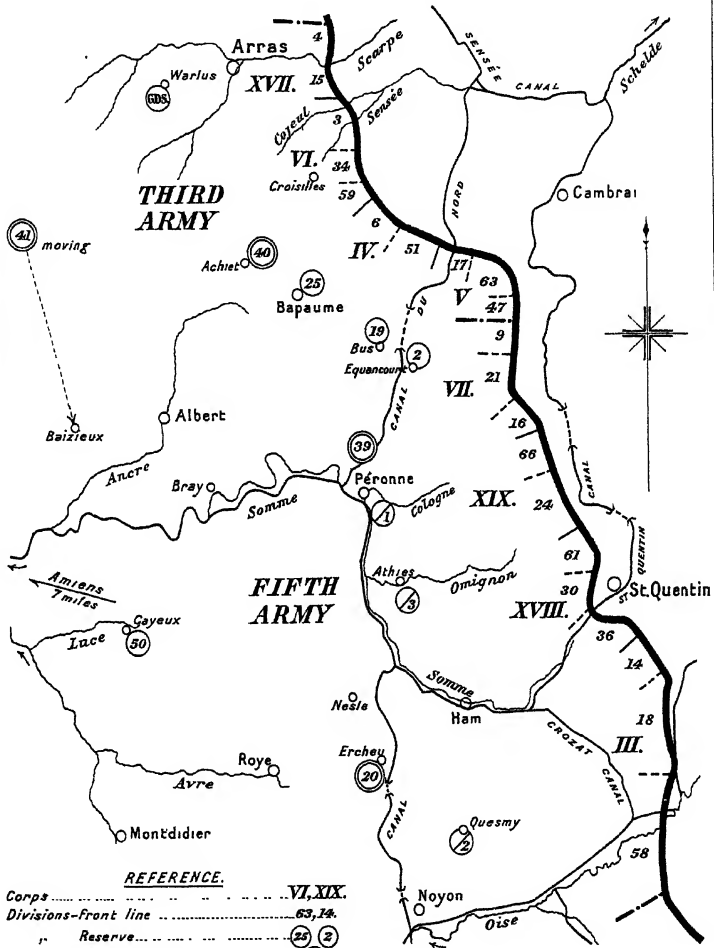 4
Arras
Scarpe
SENSÉE
CANAL
Schelde
Warlus
GDS.
XVII.
15
Cojeul
Sensée
3
VI.
34
Croisilles
59
THIRD
ARMY
NORD
Cambrai
6
IV.
51
41
moving
40
Achiet
17
V
63
25
Bapaume
47
DU
19
Bus
9
2
Equancourt
21
VII.
CANAL
Albert
16
Baizieux
66
39
Ancre
Bray
Somme
Péronne
Cologne
1
XIX.
24
CANAL
61
QUENTIN
Amiens
7 miles
FIFTH
ARMY
Athies
Omignon
3
30
ST
St.Quentin
XVIII.
Gayeux
Luce
50
36
14
Somme
Nesle
Ham
18
CROZAT
CANAL
III.
Ercheu
Roye
20
Avre
CANAL
Quesmy
2
Montdidier
58
Noyon
Oise
REFERENCE.
Corps VI, XIX.
Divisions-Front line 63, 14.
„ Reserve 25 2